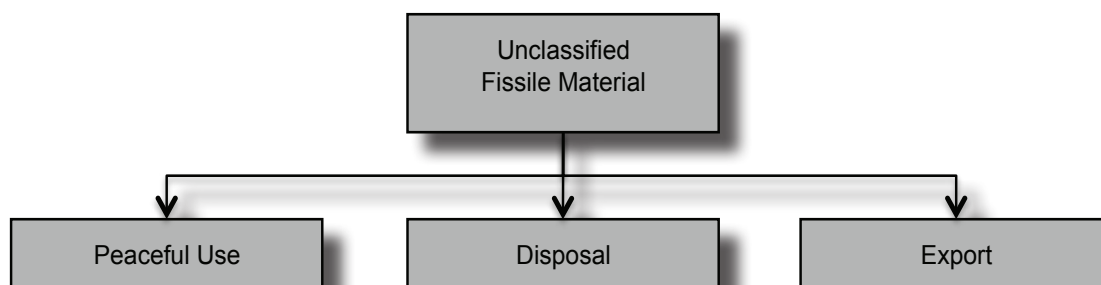 Unclassified
Fissile Material
Peaceful Use
Disposal
Export